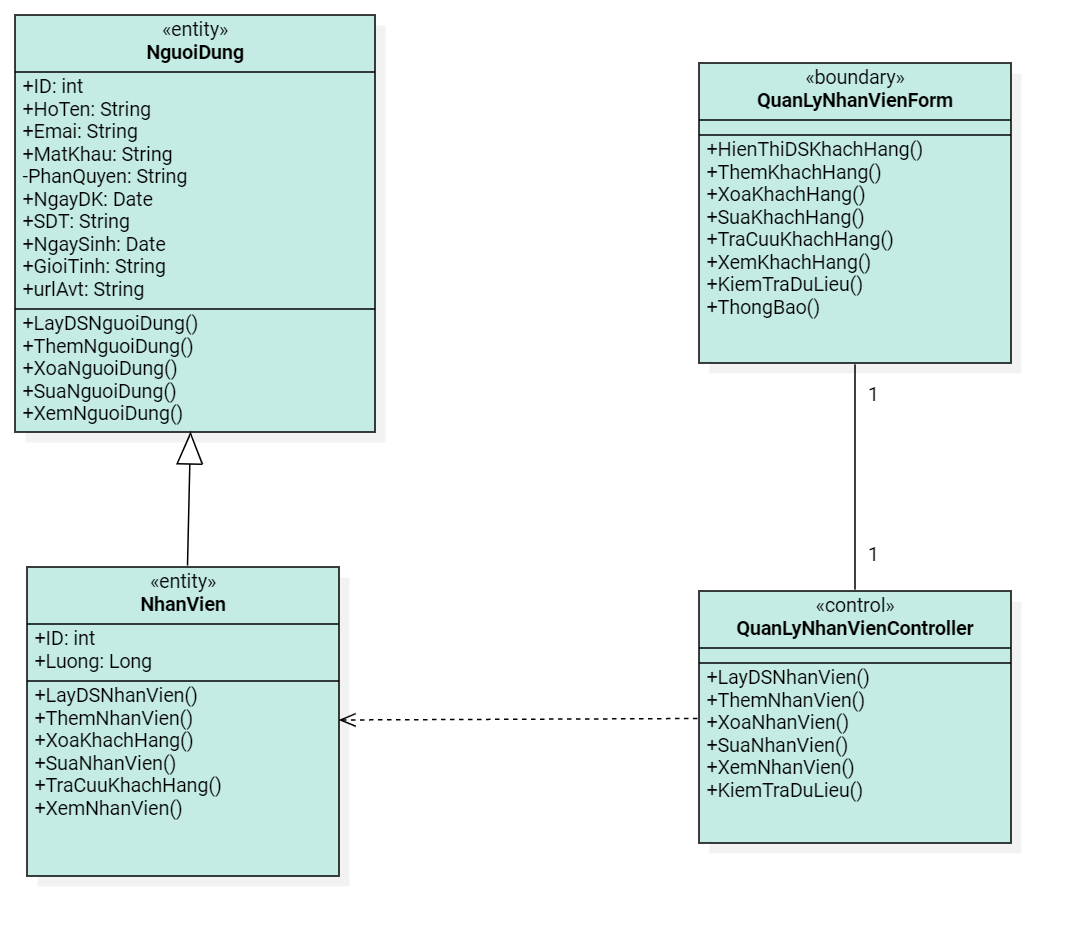 «entity»
NguoiDung
+ID: int
+HoTen: String
+Emai: String
+MatKhau: String
-PhanQuyen: String
+NgayDK: Date
+SDT: String
+NgaySinh: Date
+GioiTinh: String
+urlAvt: String
+LayDSNguoiDung()
+ThemNguoiDung()
+XoaNguoiDung()
+SuaNguoiDung()
+XemNguoiDung()
«boundary»
QuanLyNhanVienForm
+HienThiDSKhachHang()
+ThemKhachHang()
+XoaKhachHang()
+SuaKhachHang()
+TraCuuKhachHang()
+XemKhachHang()
+KiemTraDuLieu()
+ThongBao()
1
1
«entity»
NhanVien
+ID: int
+Luong: Long
+LayDSNhanVien()
+ThemNhanVien()
+XoaKhachHang()
+SuaNhanVien()
+TraCuuKhachHang()
+XemNhanVien()
«control»
QuanLyNhanVienController
+LayDSNhanVien()
+ThemNhanVien()
+XoaNhanVien()
+SuaNhanVien()
+XemNhanVien()
+KiemTraDuLieu()